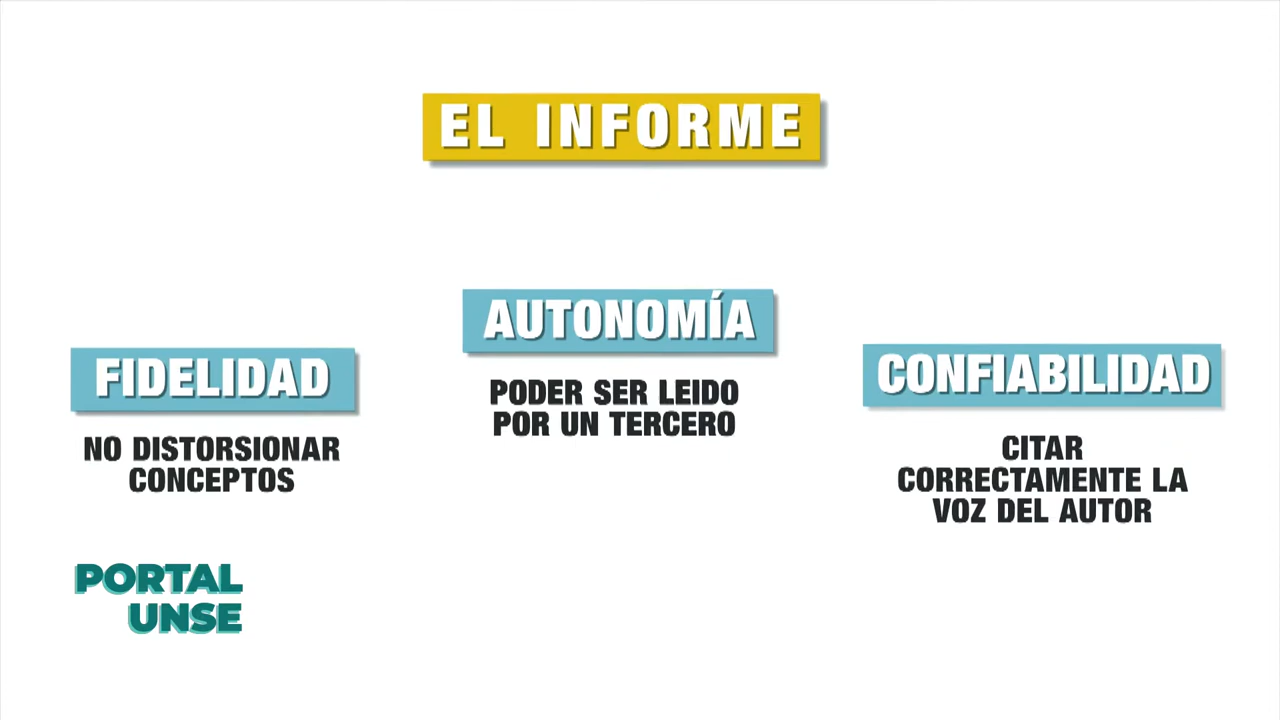 EL INFORME
FIDELIDAD
NO DISTORSIONAR
CONCEPTOS
AUTONOMÍA
PODER SER LEIDO
POR UN TERCERO
CONFIABILIDAD
CITAR
CORRECTAMENTE LA
VOZ DEL AUTOR
PORTAL
UNSE